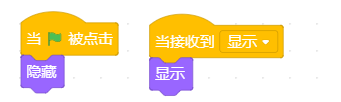 当 被点击
隐藏
当接收到 显示
显示